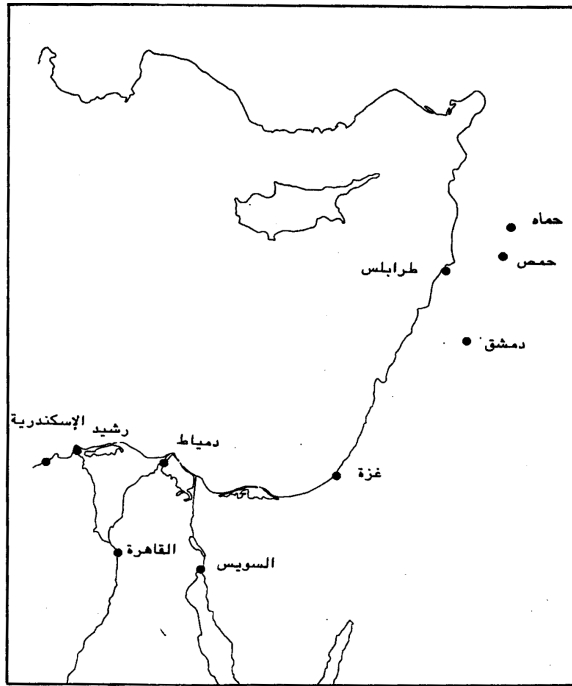 حماه
حمص
طرابلس
دمشق
الإسكندرية
رشيد
دمياط
غزة
القاهرة
السويس